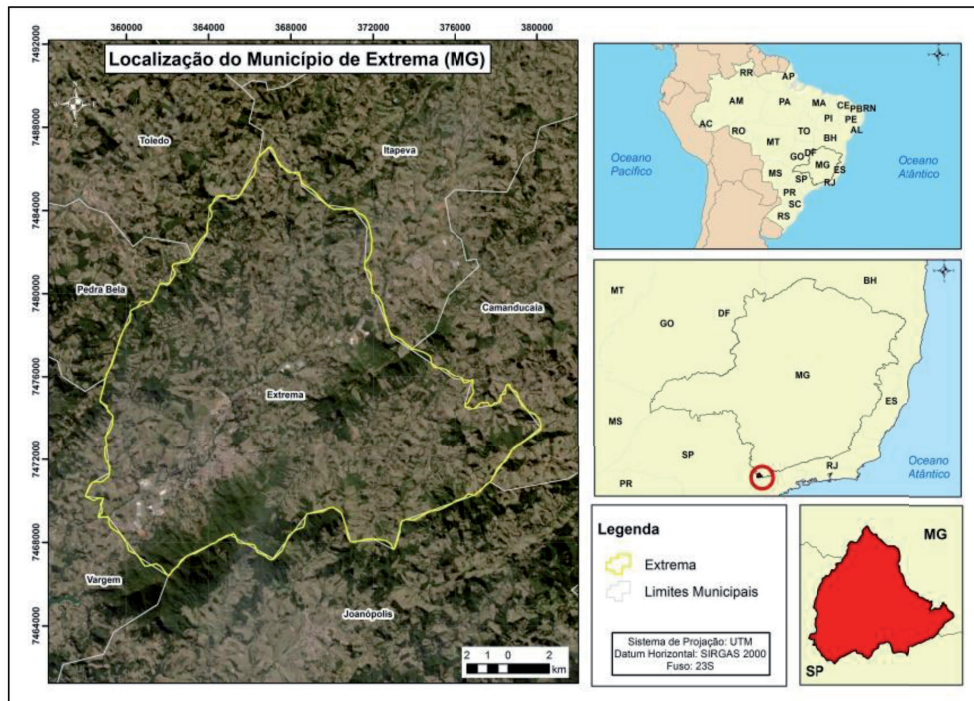 360000 364000 368000 372000 376000 380000
Localização do Município de Extrema (MG)
7492000
7488000
7484000
7480000
7476000
7472000
7468000
7464000
Toledo
Itapeva
Pedra Bela
Camanducaia
Extrema
Vargem
Joanópolis
2 1 0 2
km
RR
AP
AM
PA
MA
CE
PB
RN
PI
PE
AC
AL
RO
TO
BH
MT
DF
GO
MG
ES
MS
SP
RJ
PR
SC
RS
Oceano
Pacífico
Oceano
Atlântico
MT
BH
DF
GO
MG
ES
MS
SP
RJ
PR
Oceano
Atlântico
Legenda
Extrema
Limites Municipais
Sistema de Projeção: UTM
Datum Horizontal: SIRGAS 2000
Fuso: 23S
MG
SP